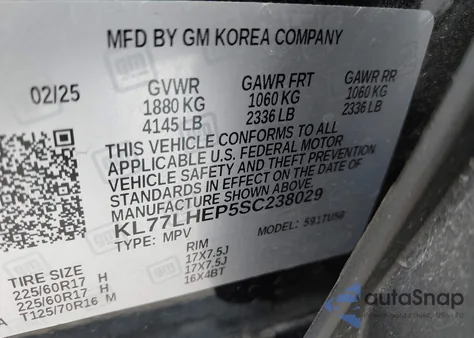 MFD BY GM KOREA COMPANY
02/25
GVWR GAWR FRT GAWR RR
1880 KG 1060 KG 1060 KG
4145 LB 2336 LB 2336 LB
THIS VEHICLE CONFORMS TO ALL
APPLICABLE U.S. FEDERAL MOTOR
VEHICLE SAFETY AND THEFT PREVENTION
STANDARDS IN EFFECT ON THE DATE OF
MANUFACTURE SHOWN ABOVE.
KL77LHEP5SC238029
TYPE: MPV
TIRE SIZE RIM
225/60R17 H 17X7.5J
225/60R17 H 17X7.5J
T125/70R16 M 16X4BT
autoSnap